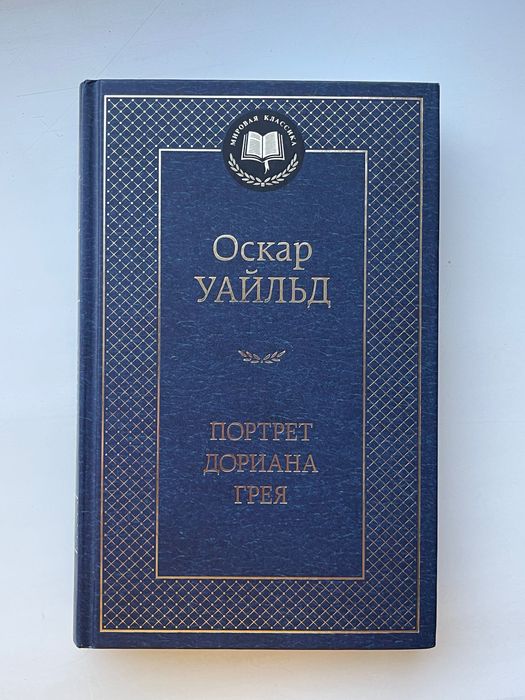 МИРОВАЯ КЛАССИКА
Оскар
УАЙЛЬД
ПОРТРЕТ
ДОРИАНА
ГРЕЯ